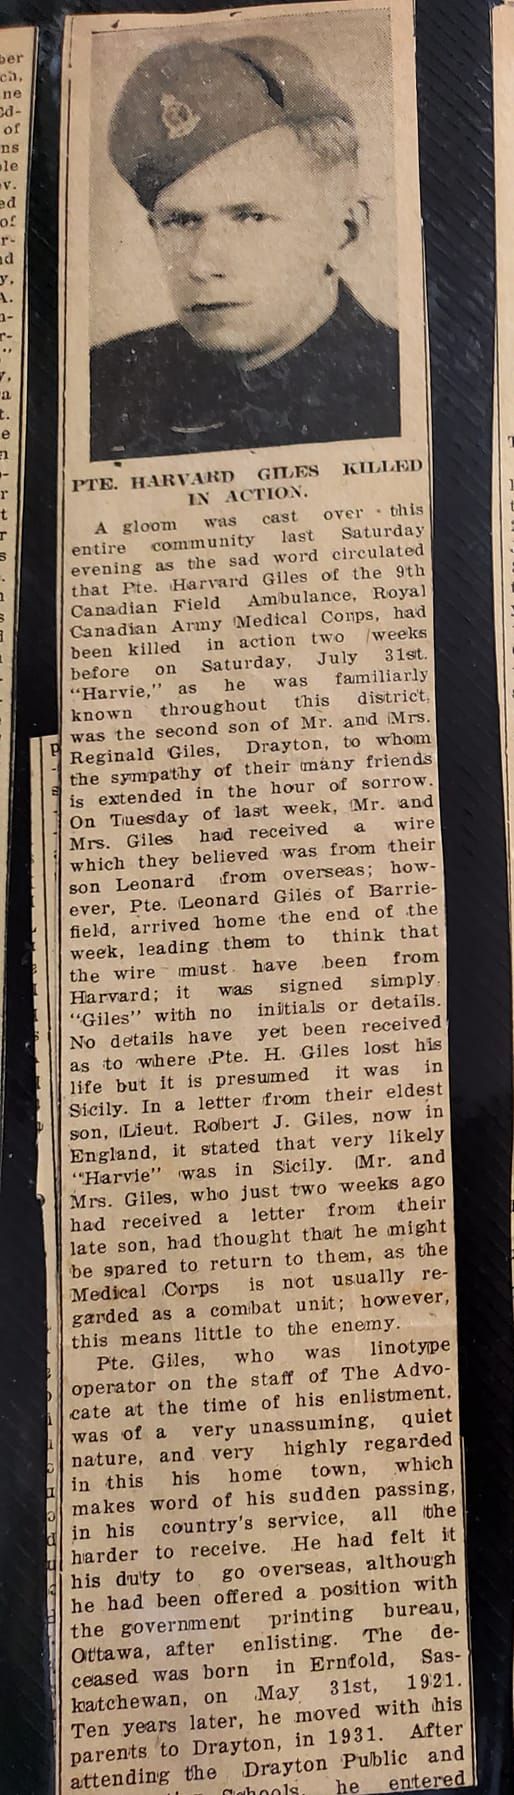 PTE. HARVARD GILES KILLED
IN ACTION.
A gloom was cast over this
entire community last Saturday
evening as the sad word circulated
that Pte. Harvard Giles of the 9th
Canadian Field Ambulance, Royal
Canadian Army Medical Corps, had
been killed in action two weeks
before on Saturday, July 31st.
"Harvie," as he was familiarly
known throughout this district,
was the second son of Mr. and Mrs.
Reginald Giles, Drayton, to whom
the sympathy of their many friends
is extended in the hour of sorrow.
On Tuesday of last week, Mr. and
Mrs. Giles had received a wire
which they believed was from their
son Leonard from overseas; how-
ever, Pte. Leonard Giles of Barrie-
field, arrived home the end of the
week, leading them to think that
the wire must have been from
Harvard; it was signed simply
"Giles" with no initials or details.
No details have yet been received
as to where Pte. H. Giles lost his
life but it is presumed it was in
Sicily. In a letter from their eldest
son, Lieut. Robert J. Giles, now in
England, it stated that very likely
"Harvie" was in Sicily. Mr. and
Mrs. Giles, who just two weeks ago
had received a letter from their
late son, had thought that he might
be spared to return to them, as the
Medical Corps is not usually re-
garded as a combat unit; however,
this means little to the enemy.
Pte. Giles, who was linotype
operator on the staff of The Advo-
cate at the time of his enlistment,
was of a very unassuming, quiet
nature, and very highly regarded
in this his home town, which
makes word of his sudden passing,
in his country's service, all the
harder to receive. He had felt it
his duty to go overseas, although
he had been offered a position with
the government printing bureau,
Ottawa, after enlisting. The de-
ceased was born in Ernfold, Sas-
katchewan, on May 31st, 1921.
Ten years later, he moved with his
parents to Drayton, in 1931. After
attending the Drayton Public and
Schools, he entered